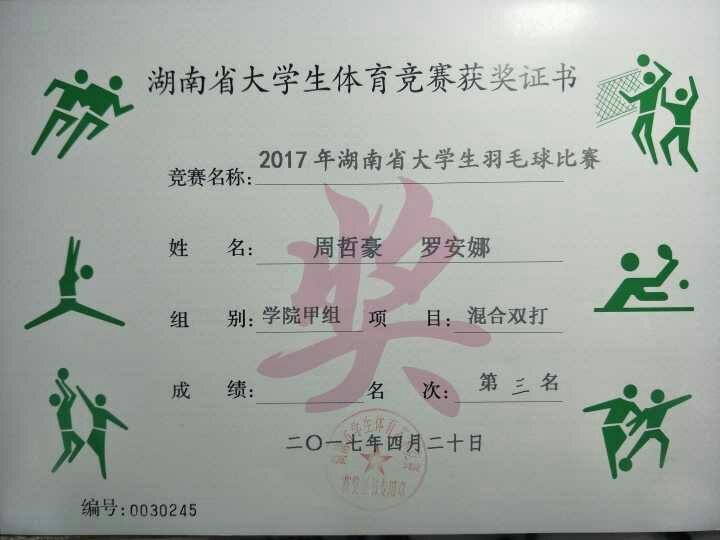 湖南省大学生体育竞赛获奖证书
竞赛名称: 2017年湖南省大学生羽毛球比赛
姓 名: 周哲豪 罗安娜
组 别: 学院甲组 项 目: 混合双打
成 绩: 名 次: 第三名
二〇一七年四月二十日
编号:0030245
奖